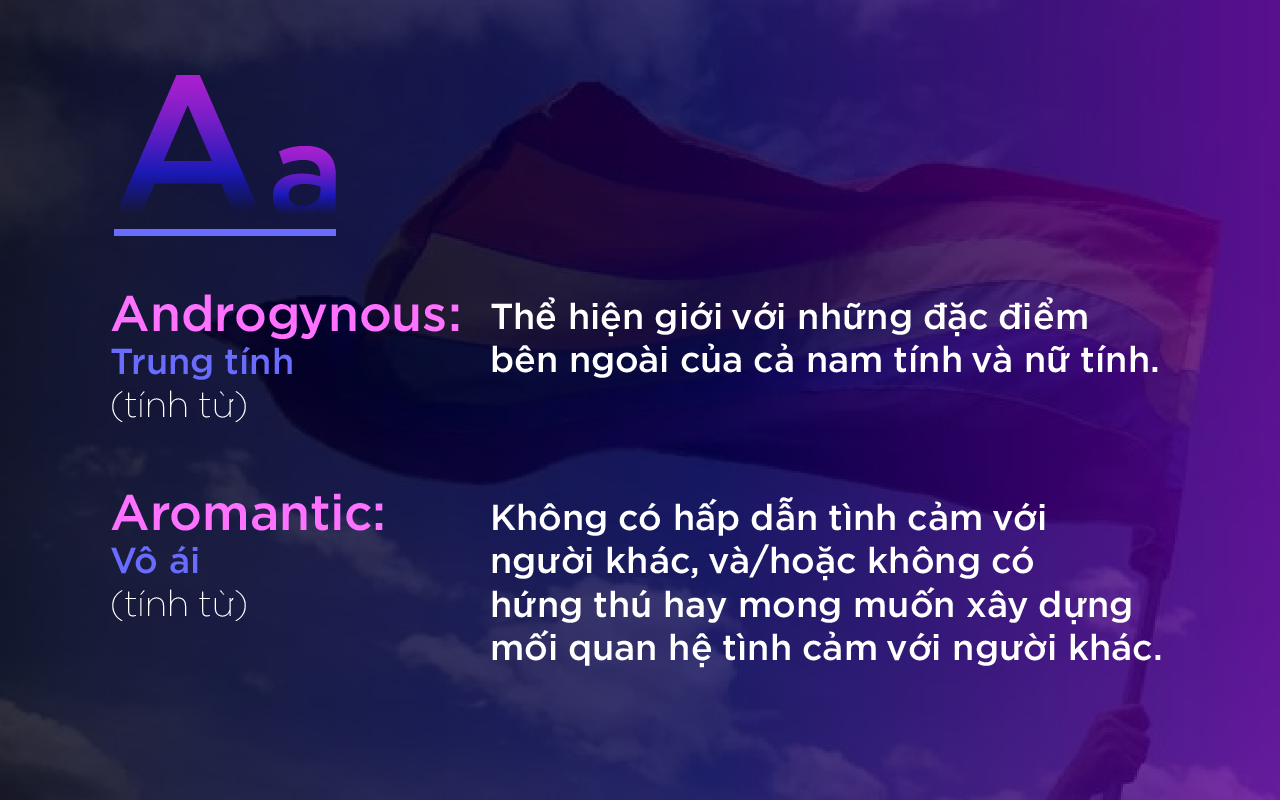 Aa
Androgynous:
Trung tính
(tính từ)
Thể hiện giới với những đặc điểm
bên ngoài của cả nam tính và nữ tính.
Aromantic:
Vô ái
(tính từ)
Không có hấp dẫn tình cảm với
người khác, và/hoặc không có
hứng thú hay mong muốn xây dựng
mối quan hệ tình cảm với người khác.